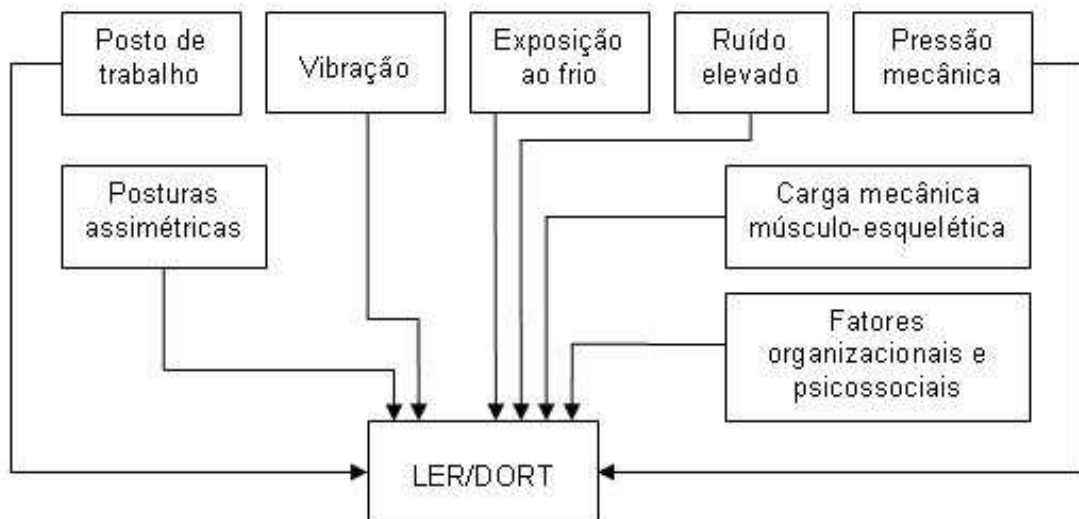 Posto de
trabalho
Vibração
Exposição
ao frio
Ruído
elevado
Pressão
mecânica
Posturas
assimétricas
Carga mecânica
músculo-esquelética
Fatores
organizacionais e
psicossociais
LER/DORT